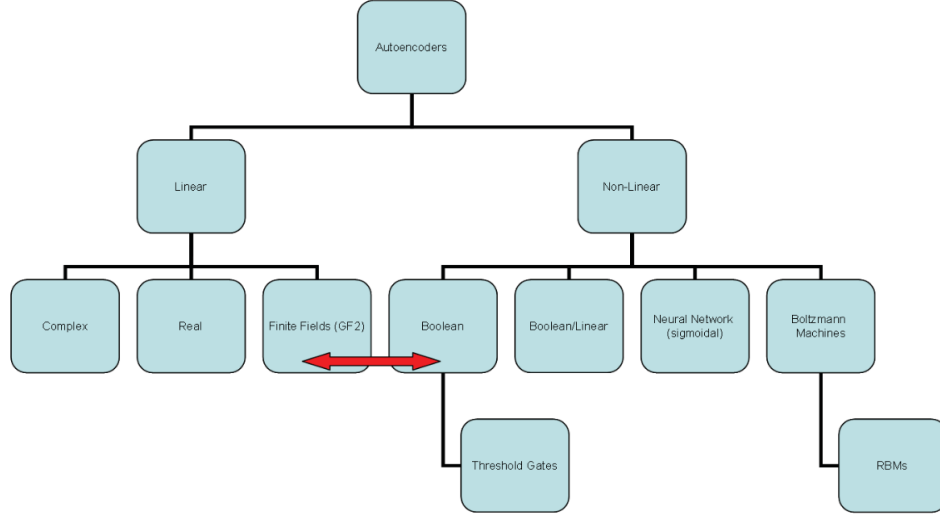 Autoencoders
Linear
Non-Linear
Complex
Real
Finite Fields (GF2)
Boolean
Boolean/Linear
Neural Network
(sigmoidal)
Boltzmann
Machines
Threshold Gates
RBMs